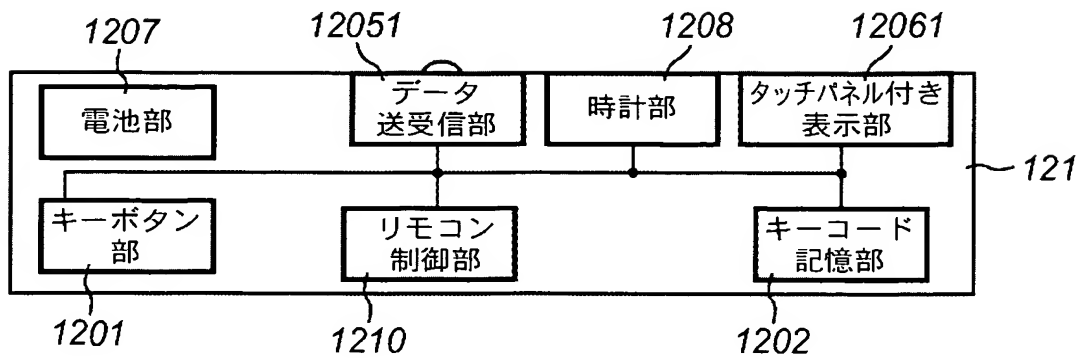 1207
12051
1208
12061
電池部
データ
送受信部
時計部
タッチパネル付き
表示部
121
キーボタン
部
リモコン
制御部
キーコード
記憶部
1201
1210
1202